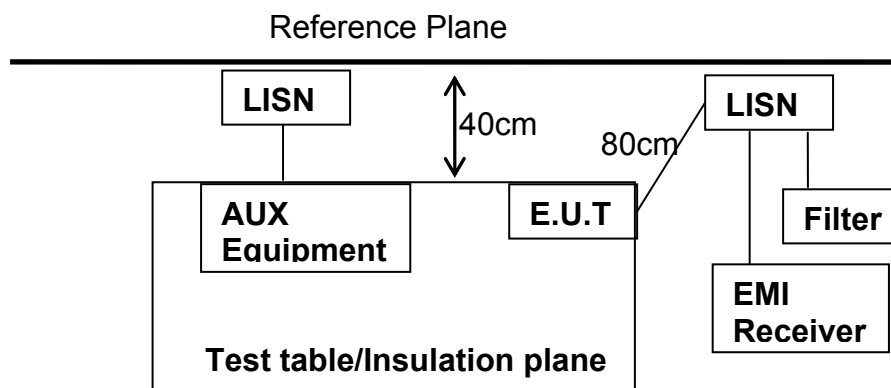 Reference Plane
LISN
40cm
LISN
80cm
AUX
Equipment
E.U.T
Filter
EMI
Receiver
Test table/Insulation plane